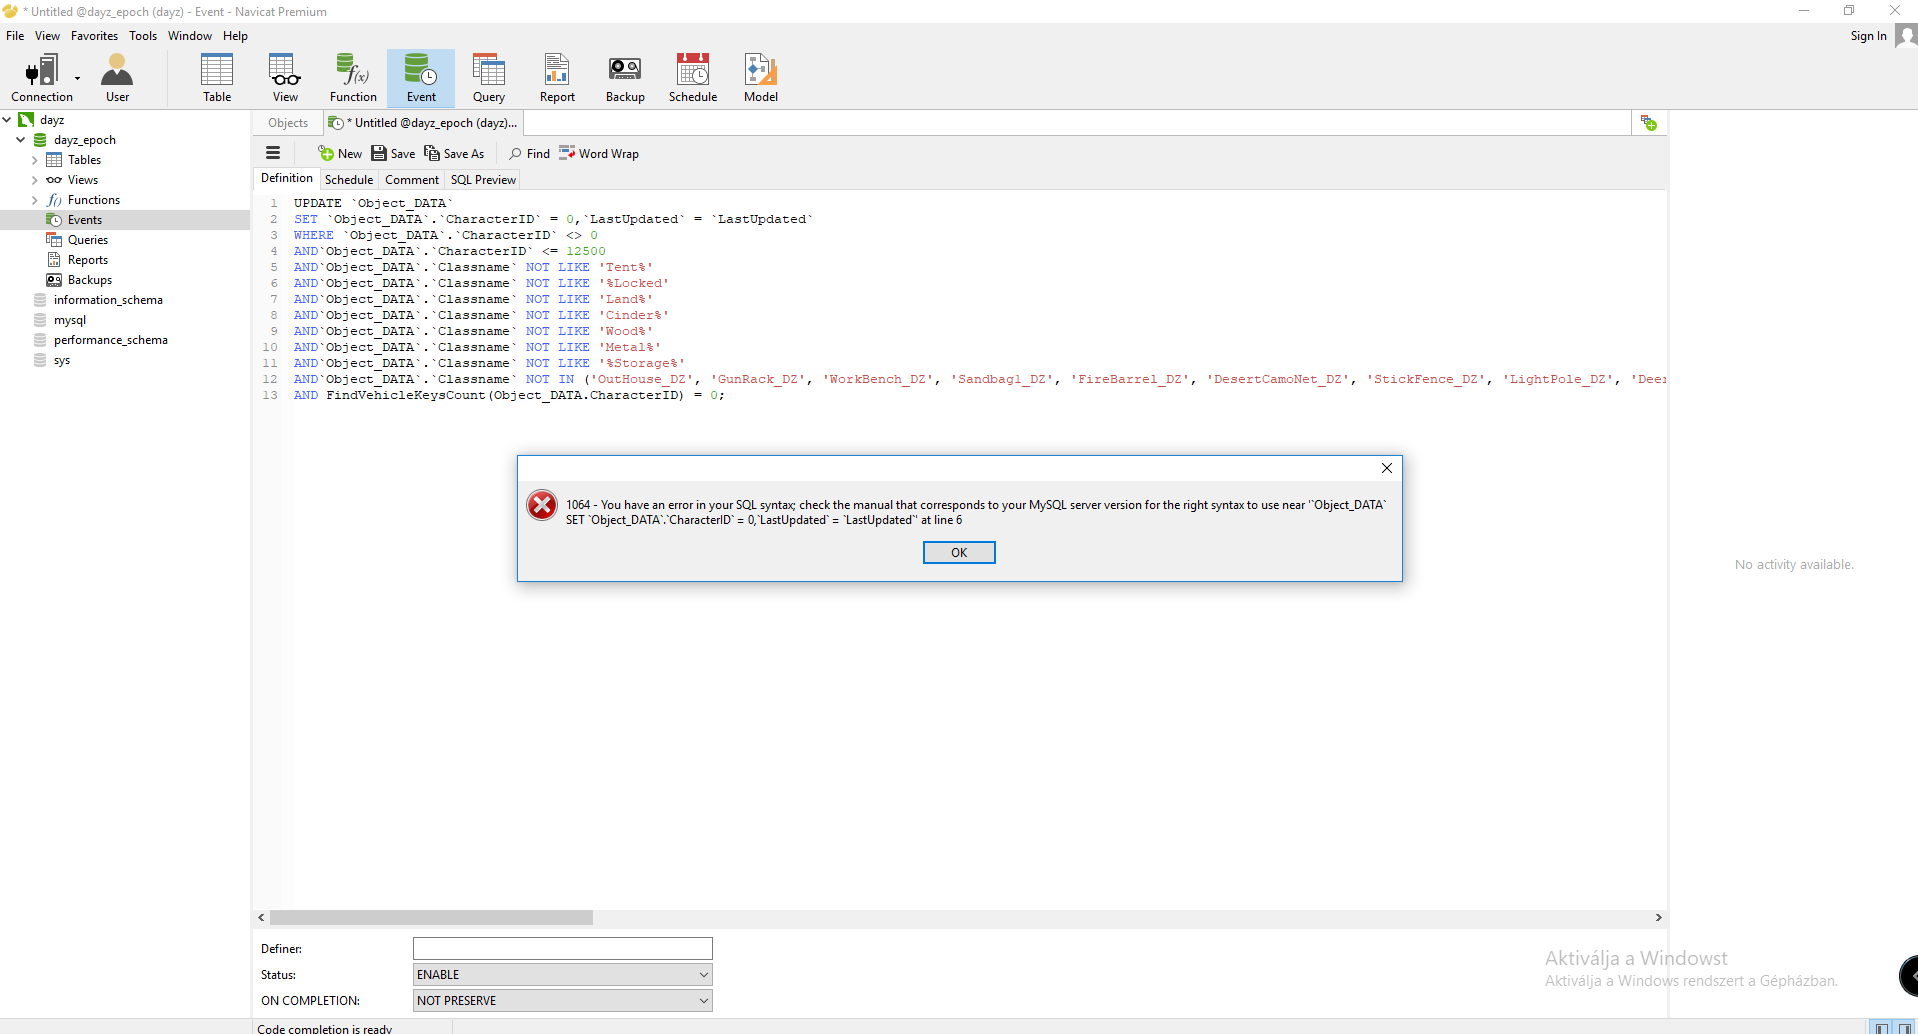 * Untitled @dayz_epoch (dayz) - Event - Navicat Premium
File View Favorites Tools Window Help
Sign In
Connection User Table View Function Event Query Report Backup Schedule Model
dayz
dayz_epoch
Tables
Views
Functions
Events
Queries
Reports
Backups
information_schema
mysql
performance_schema
sys
Objects * Untitled @dayz_epoch (dayz)...
New Save Save As Find Word Wrap
Definition Schedule Comment SQL Preview
1 UPDATE `Object_DATA`
2 SET `Object_DATA`.`CharacterID` = 0,`LastUpdated` = `LastUpdated`
3 WHERE `Object_DATA`.`CharacterID` <> 0
4 AND`Object_DATA`.`CharacterID` <= 12500
5 AND`Object_DATA`.`Classname` NOT LIKE 'Tent%'
6 AND`Object_DATA`.`Classname` NOT LIKE '%Locked'
7 AND`Object_DATA`.`Classname` NOT LIKE 'Land%'
8 AND`Object_DATA`.`Classname` NOT LIKE 'Cinder%'
9 AND`Object_DATA`.`Classname` NOT LIKE 'Wood%'
10 AND`Object_DATA`.`Classname` NOT LIKE 'Metal%'
11 AND`Object_DATA`.`Classname` NOT LIKE '%Storage%'
12 AND`Object_DATA`.`Classname` NOT IN ('OutHouse_DZ', 'GunRack_DZ', 'WorkBench_DZ', 'Sandbag1_DZ', 'FireBarrel_DZ', 'DesertCamoNet_DZ', 'StickFence_DZ', 'LightPole_DZ', 'Deer
13 AND FindVehicleKeysCount(Object_DATA.CharacterID) = 0;
1064 - You have an error in your SQL syntax; check the manual that corresponds to your MySQL server version for the right syntax to use near '`Object_DATA`
SET `Object_DATA`.`CharacterID` = 0,`LastUpdated` = `LastUpdated`' at line 6
OK
No activity available.
Definer:
Status: ENABLE
ON COMPLETION: NOT PRESERVE
Aktiválja a Windowst
Aktiválja a Windows rendszert a Gépházban.
Code completion is ready